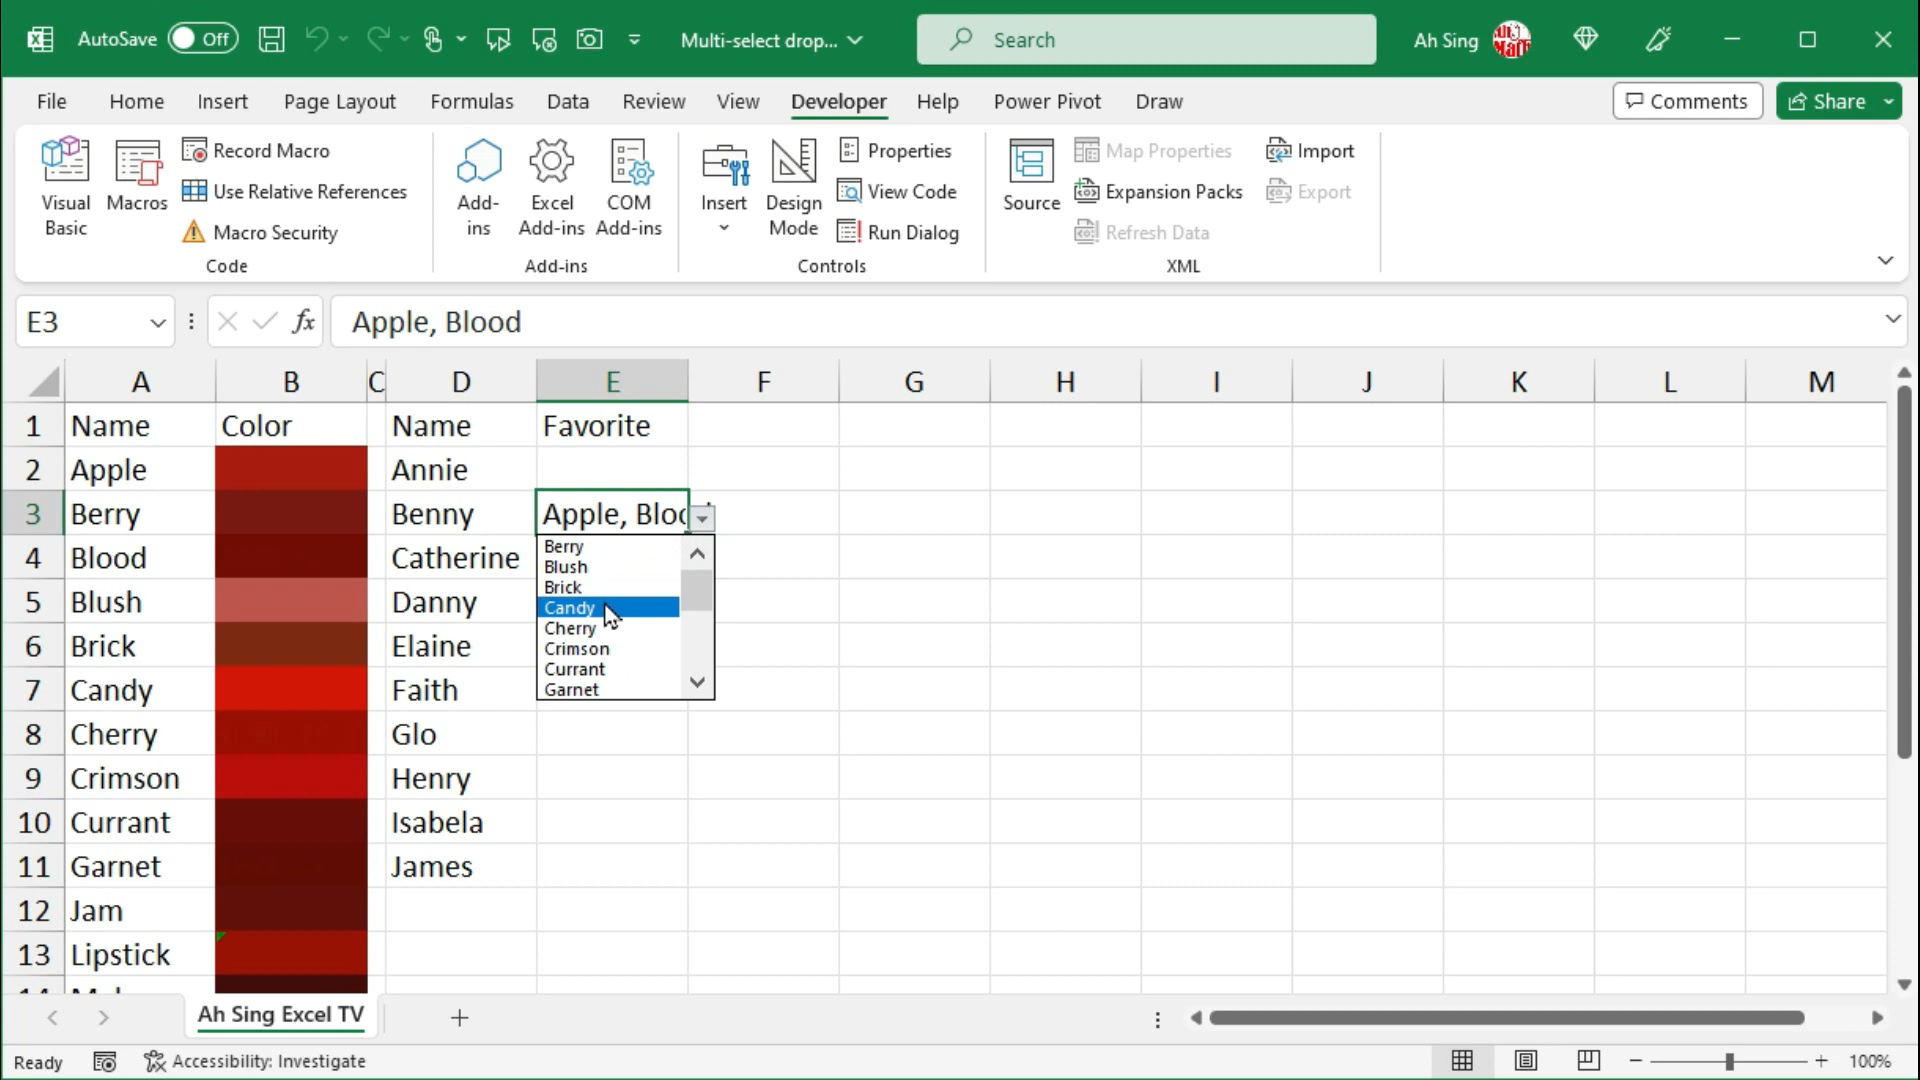 AutoSave Off Multi-select drop... Search Ah Sing
File Home Insert Page Layout Formulas Data Review View Developer Help Power Pivot Draw Comments Share
Visual Basic
Macros
Record Macro
Use Relative References
Macro Security
Code
Add-ins
Excel Add-ins
COM Add-ins
Add-ins
Insert
Design Mode
Properties
View Code
Run Dialog
Controls
Source
Map Properties
Expansion Packs
Refresh Data
Import
Export
XML
E3 fx Apple, Blood
A B C D E F G H I J K L M
1 Name Color Name Favorite
2 Apple Annie
3 Berry Benny Apple, Bloo
4 Blood Catherine
5 Blush Danny
6 Brick Elaine
7 Candy Faith
8 Cherry Glo
9 Crimson Henry
10 Currant Isabela
11 Garnet James
12 Jam
13 Lipstick
Berry
Blush
Brick
Candy
Cherry
Crimson
Currant
Garnet
Ah Sing Excel TV
Ready Accessibility: Investigate 100%